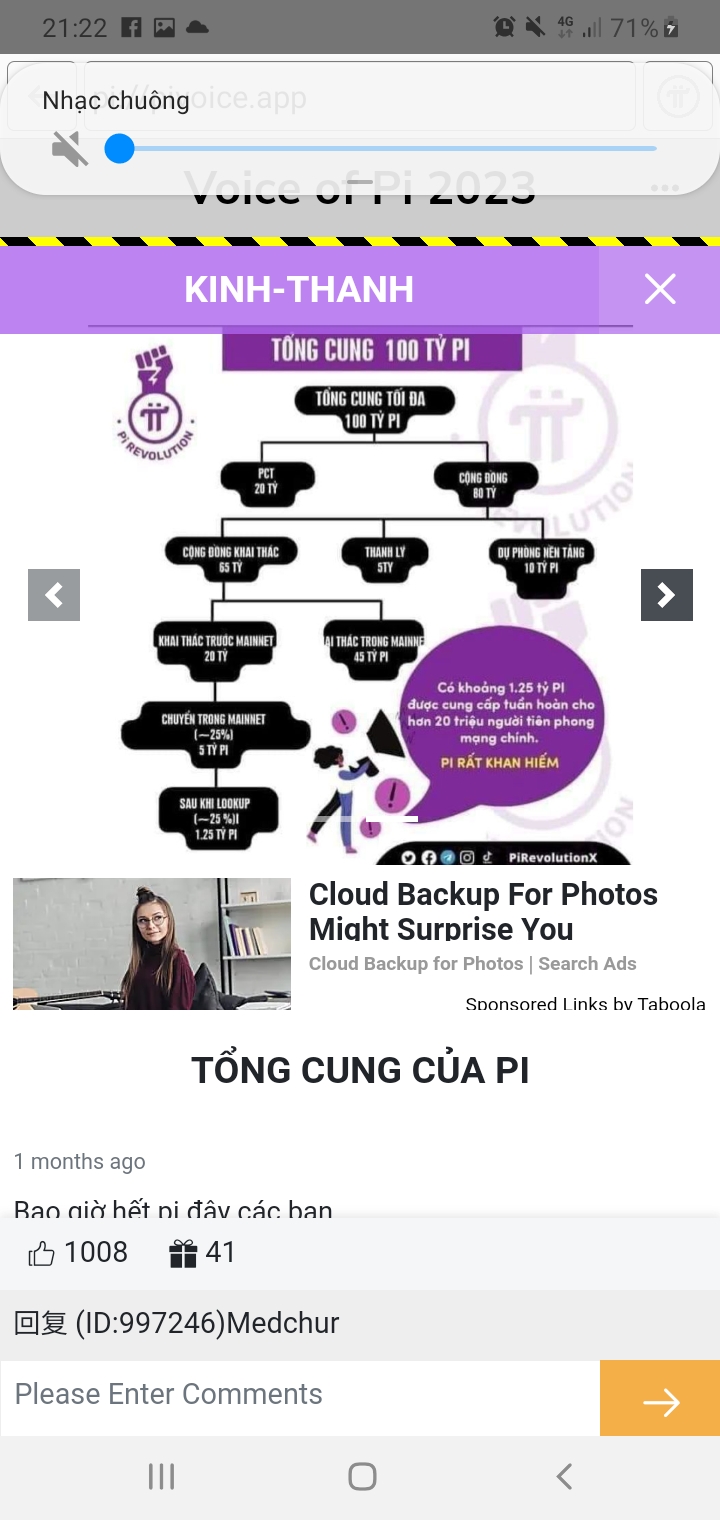 21:22
4G
71%
Nhạc chuông
pi://pivoice.app
Voice of Pi 2023
KINH-THANH
TỔNG CUNG 100 TỶ PI
PI REVOLUTION
TỔNG CUNG TỐI ĐA
100 TỶ PI
PCT
20 TỶ
CỘNG ĐỒNG
80 TỶ
CỘNG ĐỒNG KHAI THÁC
65 TỶ
THANH LÝ
5TY
DỰ PHÒNG NỀN TẢNG
10 TỶ PI
KHAI THÁC TRƯỚC MAINNET
20 TỶ
AI THÁC TRONG MAINNE
45 TỶ PI
CHUYỂN TRONG MAINNET
(~25%)
5 TỶ PI
SAU KHI LOOKUP
(~25 %)I
1.25 TỶ PI
Có khoảng 1.25 tỷ PI
được cung cấp tuần hoàn cho
hơn 20 triệu người tiên phong
mạng chính.
PI RẤT KHAN HIẾM
PiRevolutionX
Cloud Backup For Photos
Might Surprise You
Cloud Backup for Photos | Search Ads
Sponsored Links by Taboola
TỔNG CUNG CỦA PI
1 months ago
Bao giờ hết pi đây các bạn
1008
41
回复 (ID:997246)Medchur
Please Enter Comments